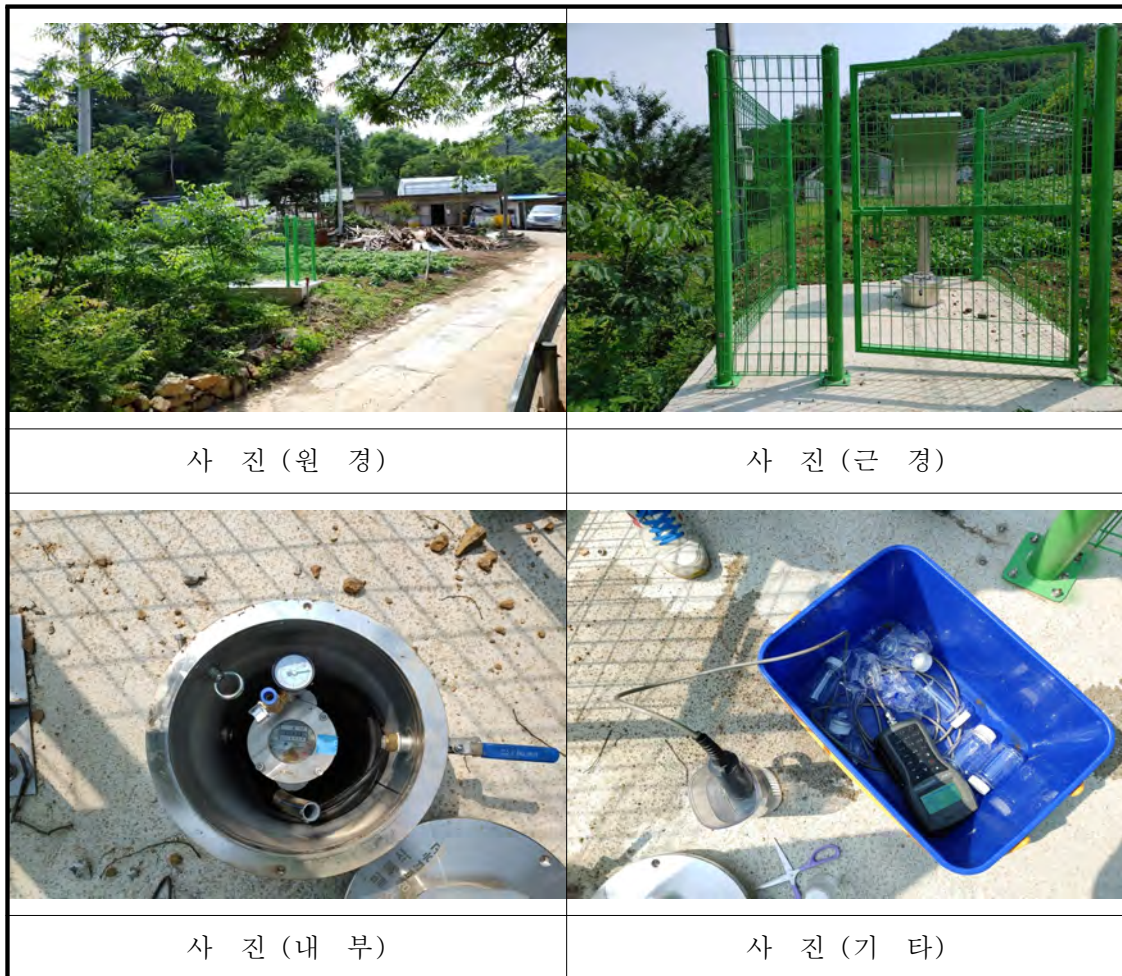 사 진 (원 경)
사 진 (근 경)
사 진 (내 부)
사 진 (기 타)